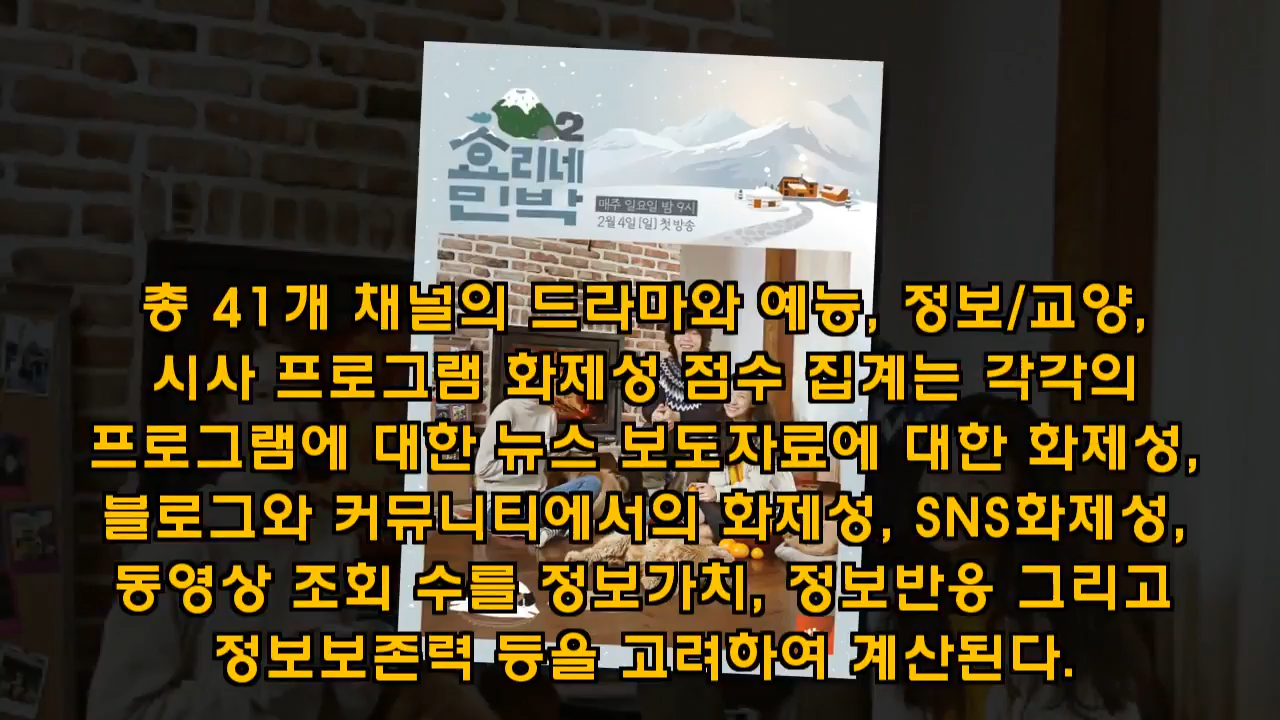 효리네
민박 2
매주 일요일 밤 9시
2월 4일 [일] 첫 방송
총 41개 채널의 드라마와 예능, 정보/교양,
시사 프로그램 화제성 점수 집계는 각각의
프로그램에 대한 뉴스 보도자료에 대한 화제성,
블로그와 커뮤니티에서의 화제성, SNS화제성,
동영상 조회 수를 정보가치, 정보반응 그리고
정보보존력 등을 고려하여 계산된다.